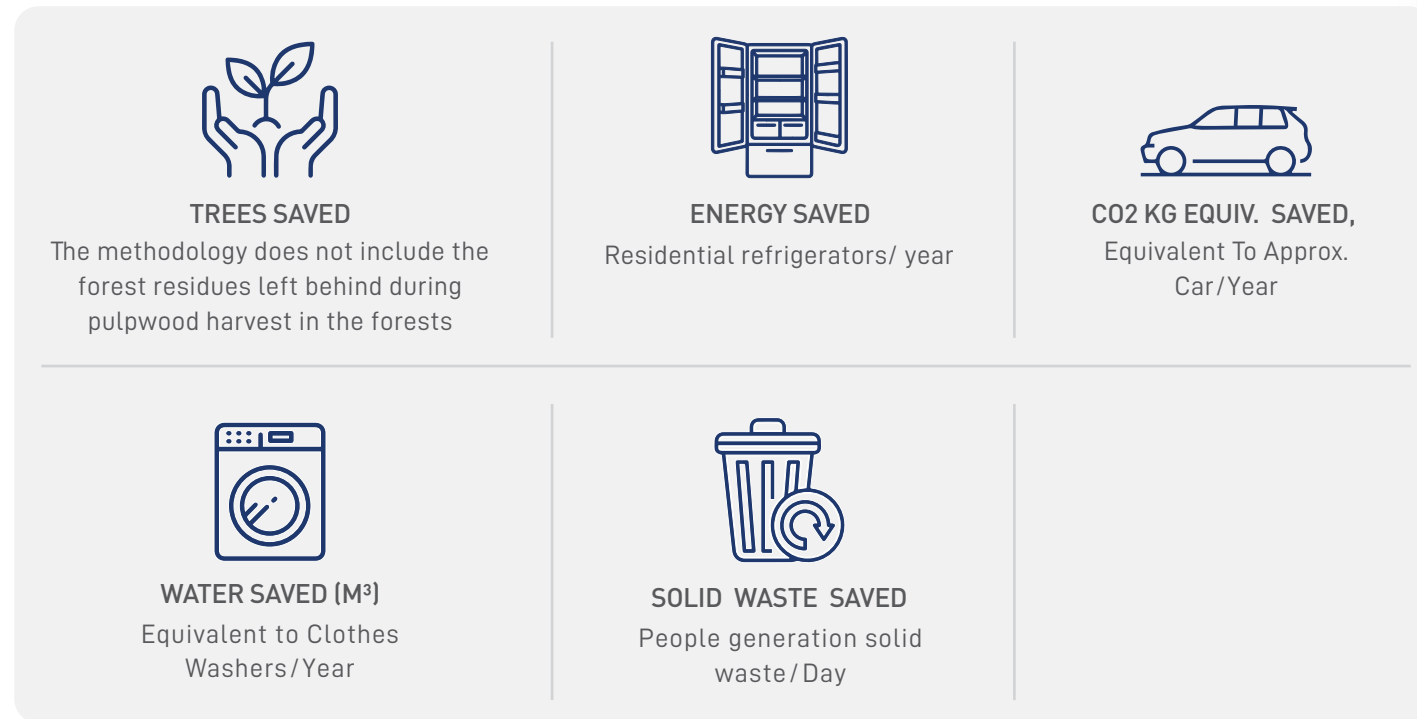 TREES SAVED
The methodology does not include the
forest residues left behind during
pulpwood harvest in the forests
ENERGY SAVED
Residential refrigerators/ year
CO2 KG EQUIV. SAVED,
Equivalent To Approx.
Car/Year
WATER SAVED (M³)
Equivalent to Clothes
Washers/Year
SOLID WASTE SAVED
People generation solid
waste/Day